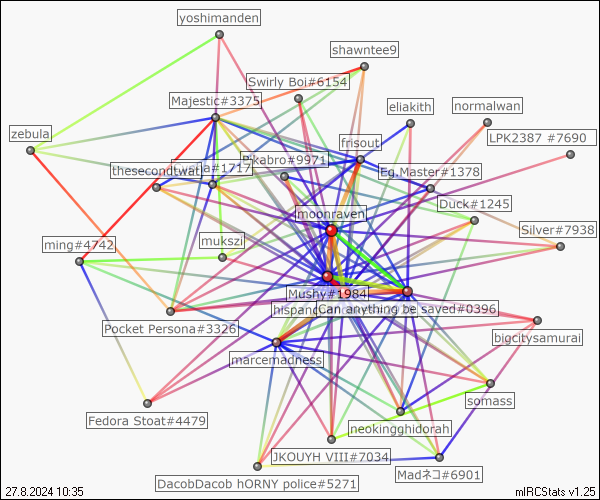 yoshimanden
shawntee9
Swirly Boi#6154
Majestic#3375
eliakith
normalwan
zebula
LPK2387 #7690
frisout
thesecondtwat
#1717
Pikabro#9971
Eg.Master#1378
moonraven
Duck#1245
Silver#7938
ming#4742
mukszi
Mushy#1984
Can anything be saved#0396
Pocket Persona#3326
bigcitysamurai
marcemadness
somass
Fedora Stoat#4479
neokingghidorah
JKOUYH VIII#7034
Madネコ#6901
DacobDacob hORNY police#5271
27.8.2024 10:35
mIRCStats v1.25